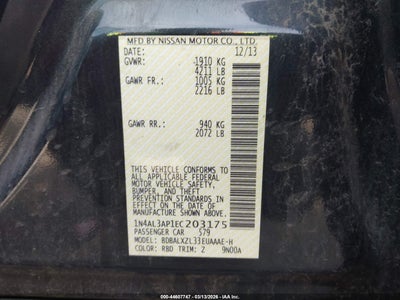 MFD BY NISSAN MOTOR CO., LTD.
12/13
GVWR: 1910 KG
4211 LB
GAWR FR: 1005 KG
2216 LB
GAWR RR: 940 KG
2072 LB
THIS VEHICLE CONFORMS TO
ALL APPLICABLE FEDERAL
MOTOR VEHICLE SAFETY,
BUMPER, AND THEFT
PREVENTION STANDARDS IN
EFFECT ON THE DATE OF
MANUFACTURE SHOWN ABOVE.
1N4AL3AP1EC203175
PASSENGER CAR 579
MODEL: BDBALXZL33EUAAAE-H
COLOR: RBD TRIM: 2 9N00A
ID: 44607747 - 03/13/2026 - © IAA, Inc.